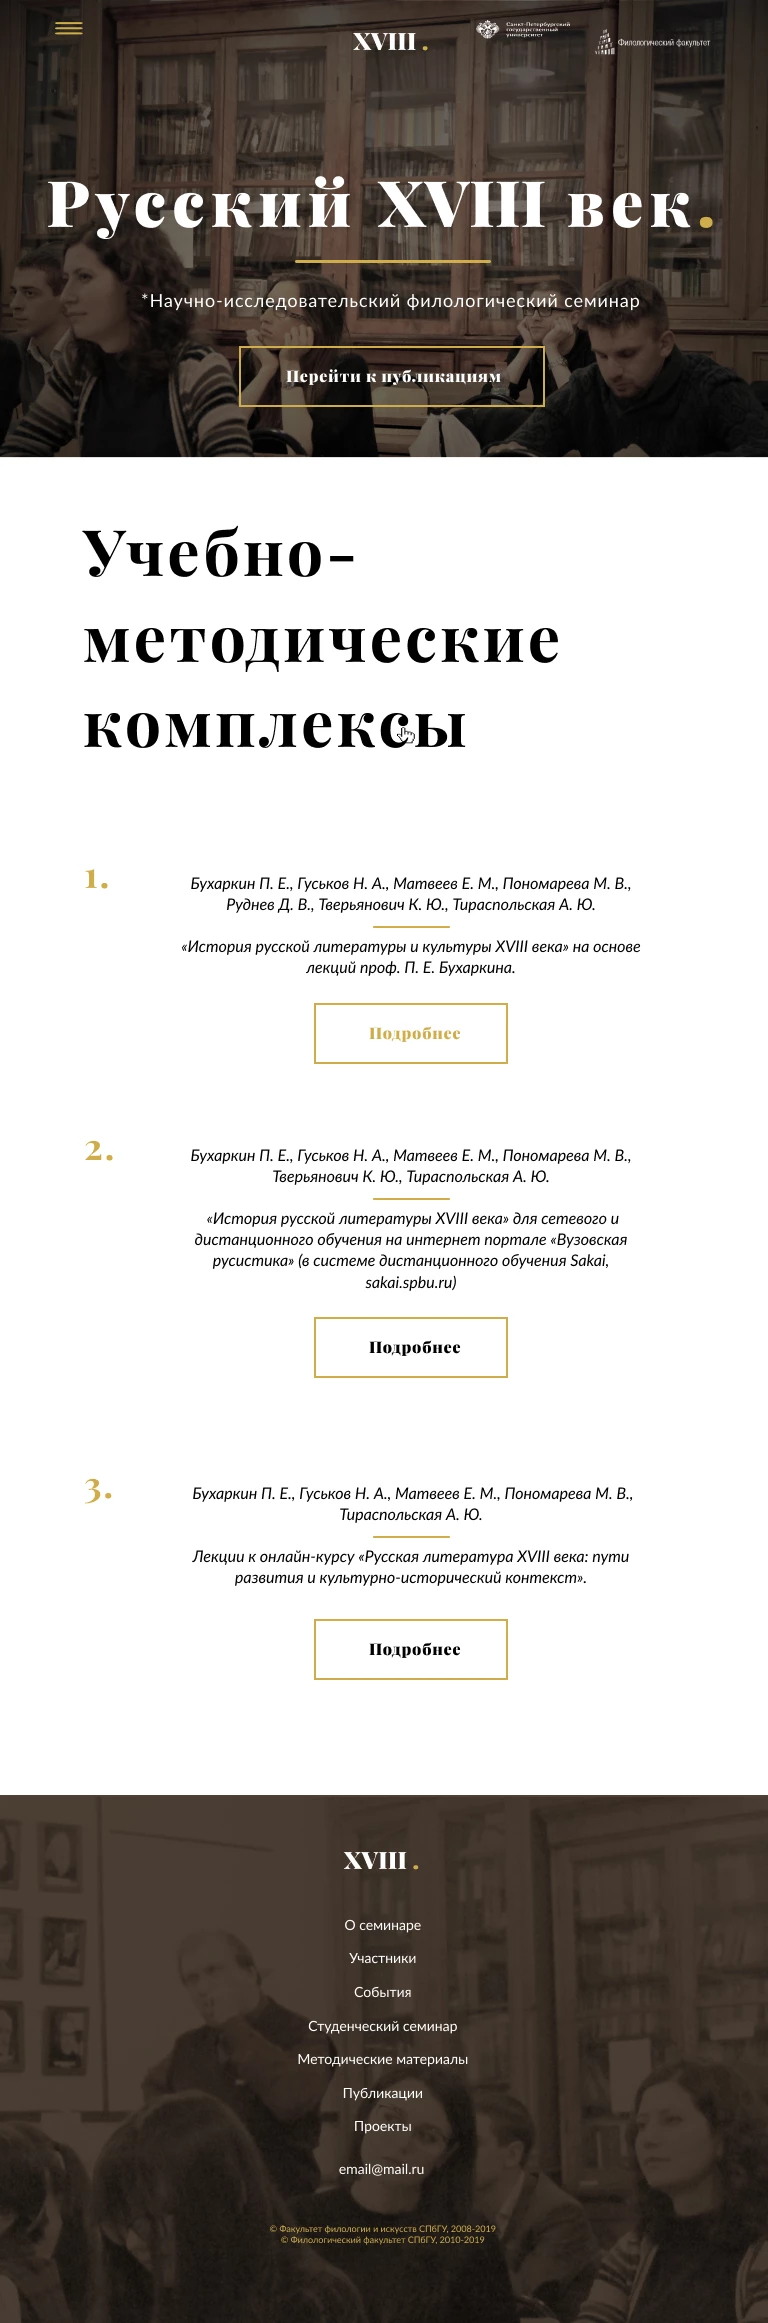 XVIII .
Санкт-Петербургский
государственный
университет
Филологический факультет
Русский XVIII век.
*Научно-исследовательский филологический семинар
Перейти к публикациям
Учебно-
методические
комплексы
1.
Бухаркин П. Е., Гуськов Н. А., Матвеев Е. М., Пономарева М. В.,
Руднев Д. В., Тверьянович К. Ю., Тираспольская А. Ю.
«История русской литературы и культуры XVIII века» на основе
лекций проф. П. Е. Бухаркина.
Подробнее
2.
Бухаркин П. Е., Гуськов Н. А., Матвеев Е. М., Пономарева М. В.,
Тверьянович К. Ю., Тираспольская А. Ю.
«История русской литературы XVIII века» для сетевого и
дистанционного обучения на интернет портале «Вузовская
русистика» (в системе дистанционного обучения Sakai,
sakai.spbu.ru)
Подробнее
3.
Бухаркин П. Е., Гуськов Н. А., Матвеев Е. М., Пономарева М. В.,
Тираспольская А. Ю.
Лекции к онлайн-курсу «Русская литература XVIII века: пути
развития и культурно-исторический контекст».
Подробнее
XVIII .
О семинаре
Участники
События
Студенческий семинар
Методические материалы
Публикации
Проекты
email@mail.ru
© Факультет филологии и искусств СПбГУ, 2008-2019
© Филологический факультет СПбГУ, 2010-2019